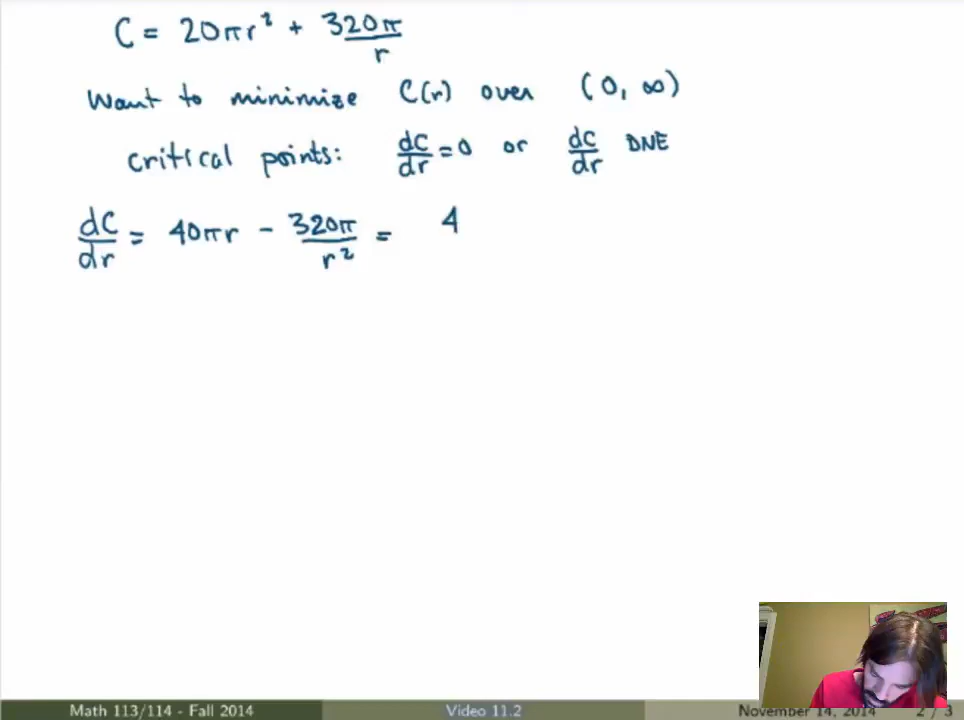 C = 20πr² + 320π/r
Want to minimize C(r) over (0, ∞)
critical points: dC/dr = 0 or dC/dr DNE
dC/dr = 40πr - 320π/r² = 4
Math 113/114 - Fall 2014 Video 11.2 November 14, 2014 2 / 3